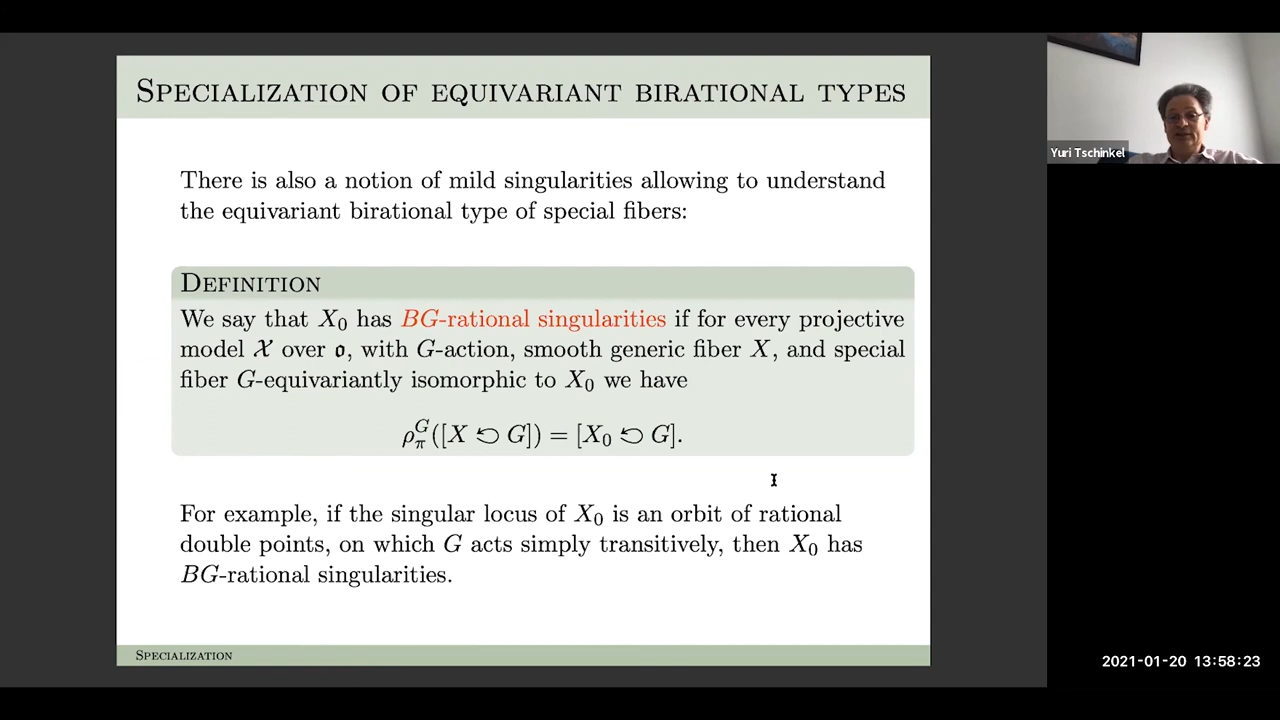 SPECIALIZATION OF EQUIVARIANT BIRATIONAL TYPES
There is also a notion of mild singularities allowing to understand
the equivariant birational type of special fibers:
DEFINITION
We say that X₀ has BG-rational singularities if for every projective
model 𝒳 over 𝔬, with G-action, smooth generic fiber X, and special
fiber G-equivariantly isomorphic to X₀ we have
ρ_π^G([X ⟲ G]) = [X₀ ⟲ G].
For example, if the singular locus of X₀ is an orbit of rational
double points, on which G acts simply transitively, then X₀ has
BG-rational singularities.
SPECIALIZATION
Yuri Tschinkel
2021-01-20 13:58:23